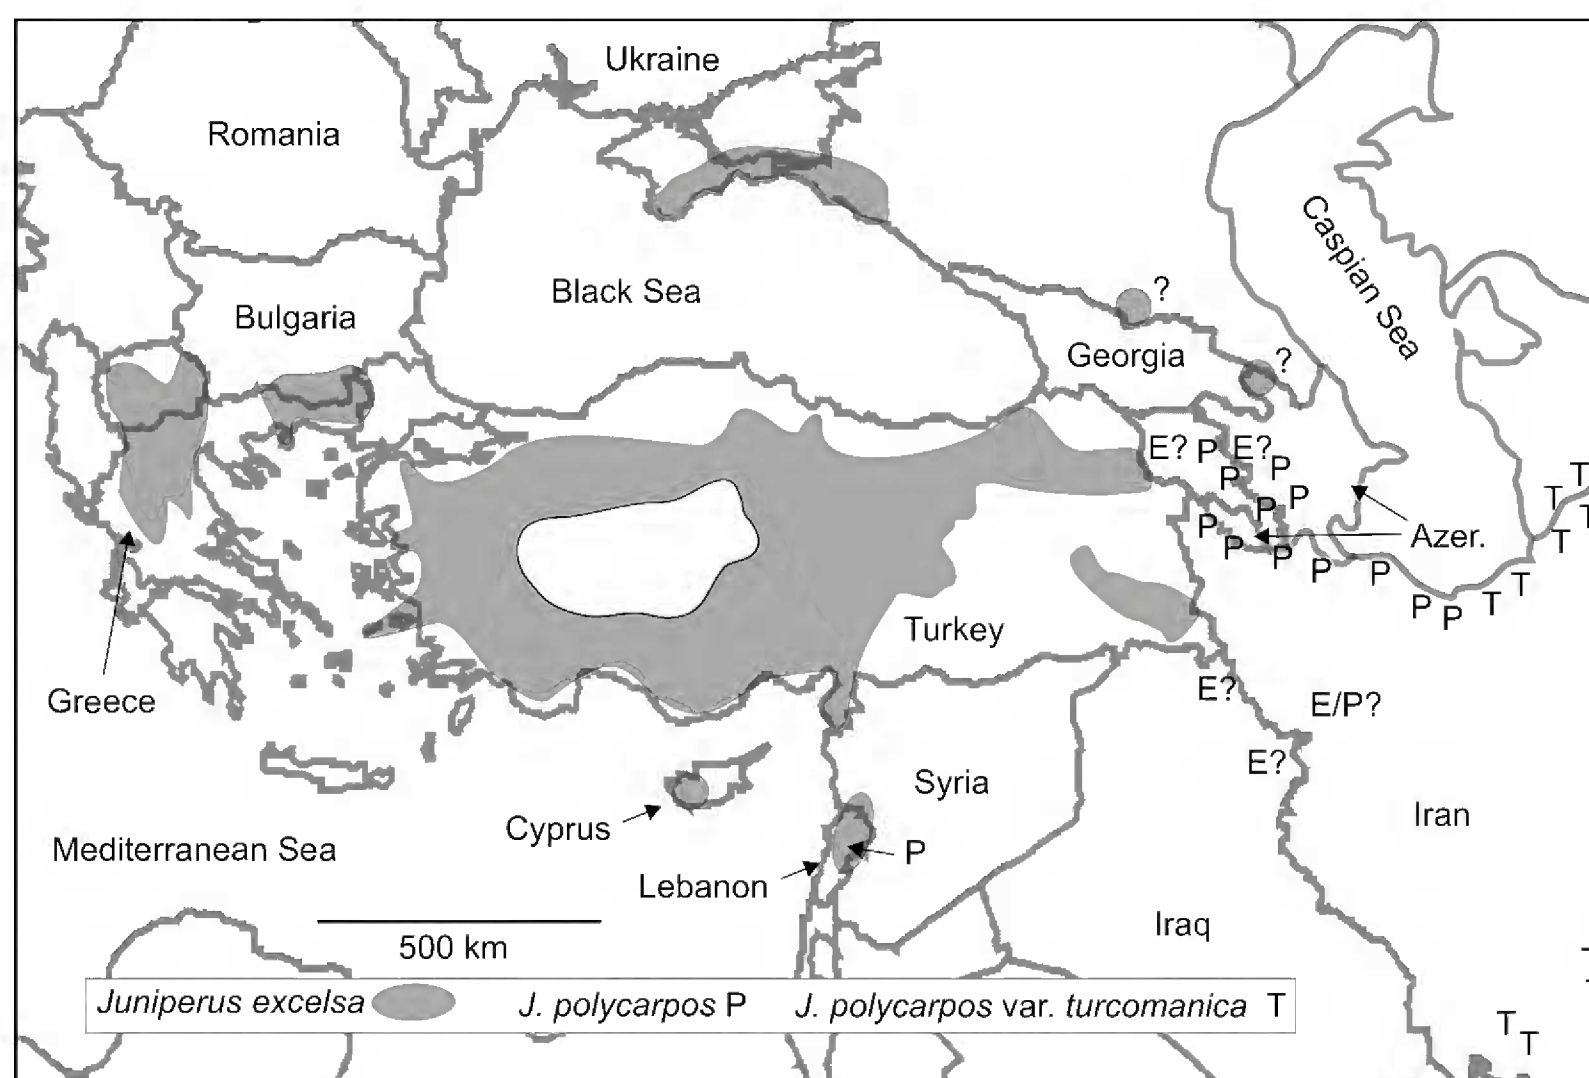 Ukraine
Romania
Caspian Sea
Black Sea
?
Bulgaria
Georgia
?
E? P E?
P
P
T
T
P
P
T
P
P
Azer.
T
P
P
P
P
T
T
P
P
Turkey
Greece
E?
E/P?
E?
Syria
Iran
Cyprus
Mediterranean Sea
P
Lebanon
Iraq
500 km
Juniperus excelsa J. polycarpos P J. polycarpos var. turcomanica T
T
T